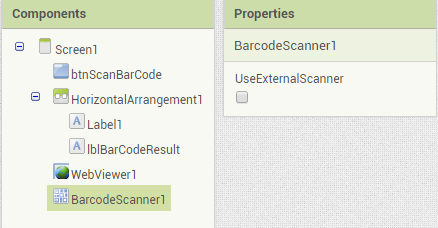 Components
Screen1
btnScanBarCode
HorizontalArrangement1
A Label1
A lblBarCodeResult
WebViewer1
BarcodeScanner1
Properties
BarcodeScanner1
UseExternalScanner